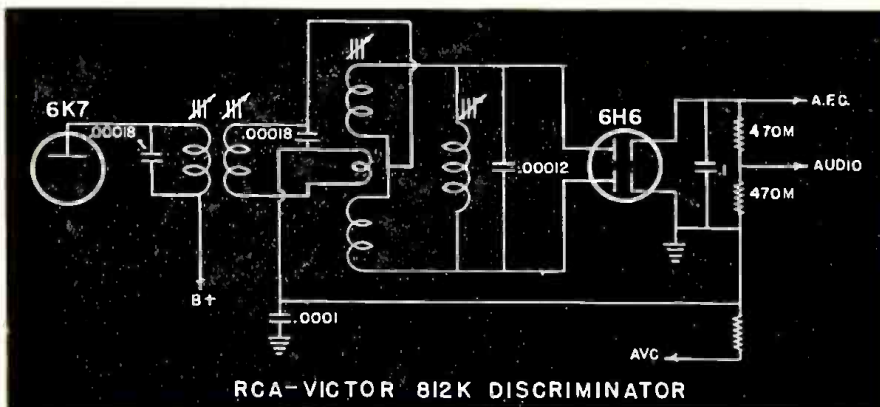 6K7
.00018
B+
.00018
.0001
.00012
6H6
.1
A.F.C.
470M
AUDIO
470M
AVC
RCA-VICTOR 812K DISCRIMINATOR